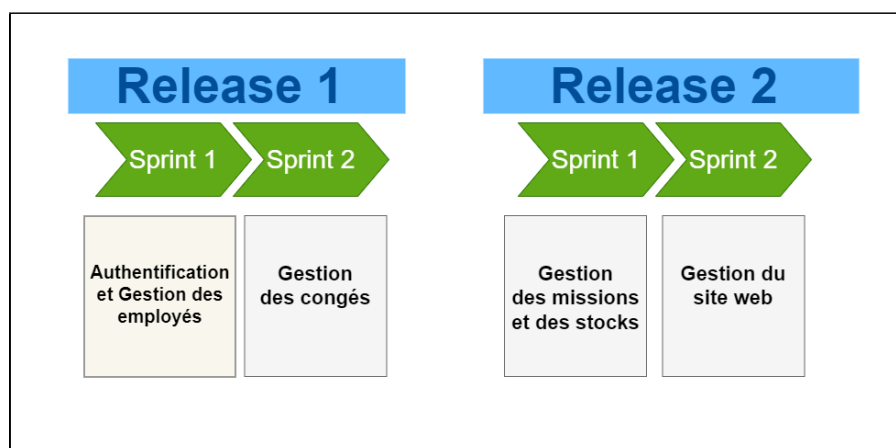 Release 1
Release 2
Sprint 1
Sprint 2
Sprint 1
Sprint 2
Authentification
et Gestion des
employés
Gestion
des congés
Gestion
des missions
et des stocks
Gestion du
site web